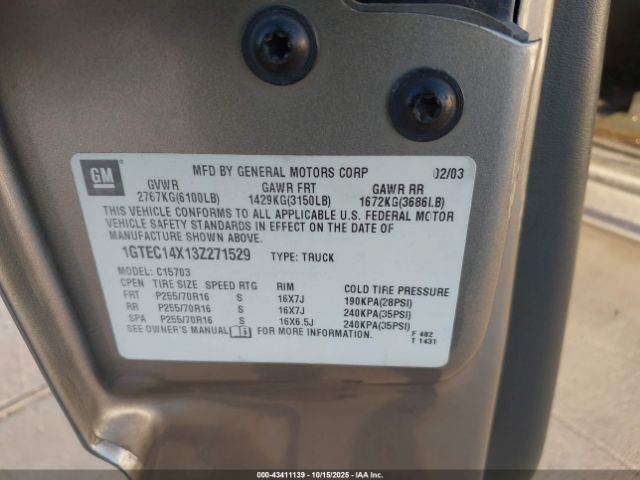 GM
MFD BY GENERAL MOTORS CORP 02/03
GVWR GAWR FRT GAWR RR
2767KG(6100LB) 1429KG(3150LB) 1672KG(3686LB)
THIS VEHICLE CONFORMS TO ALL APPLICABLE U.S. FEDERAL MOTOR
VEHICLE SAFETY STANDARDS IN EFFECT ON THE DATE OF
MANUFACTURE SHOWN ABOVE.
1GTEC14X13Z271529 TYPE: TRUCK
MODEL: C15703
CPEN TIRE SIZE SPEED RTG RIM COLD TIRE PRESSURE
FRT P255/70R16 S 16X7J 190KPA(28PSI)
RR P255/70R16 S 16X7J 240KPA(35PSI)
SPA P255/70R16 S 16X6.5J 240KPA(35PSI)
SEE OWNER'S MANUAL FOR MORE INFORMATION.
F 402
T 1431
000-43411139 - 10/15/2025 - IAA, Inc.